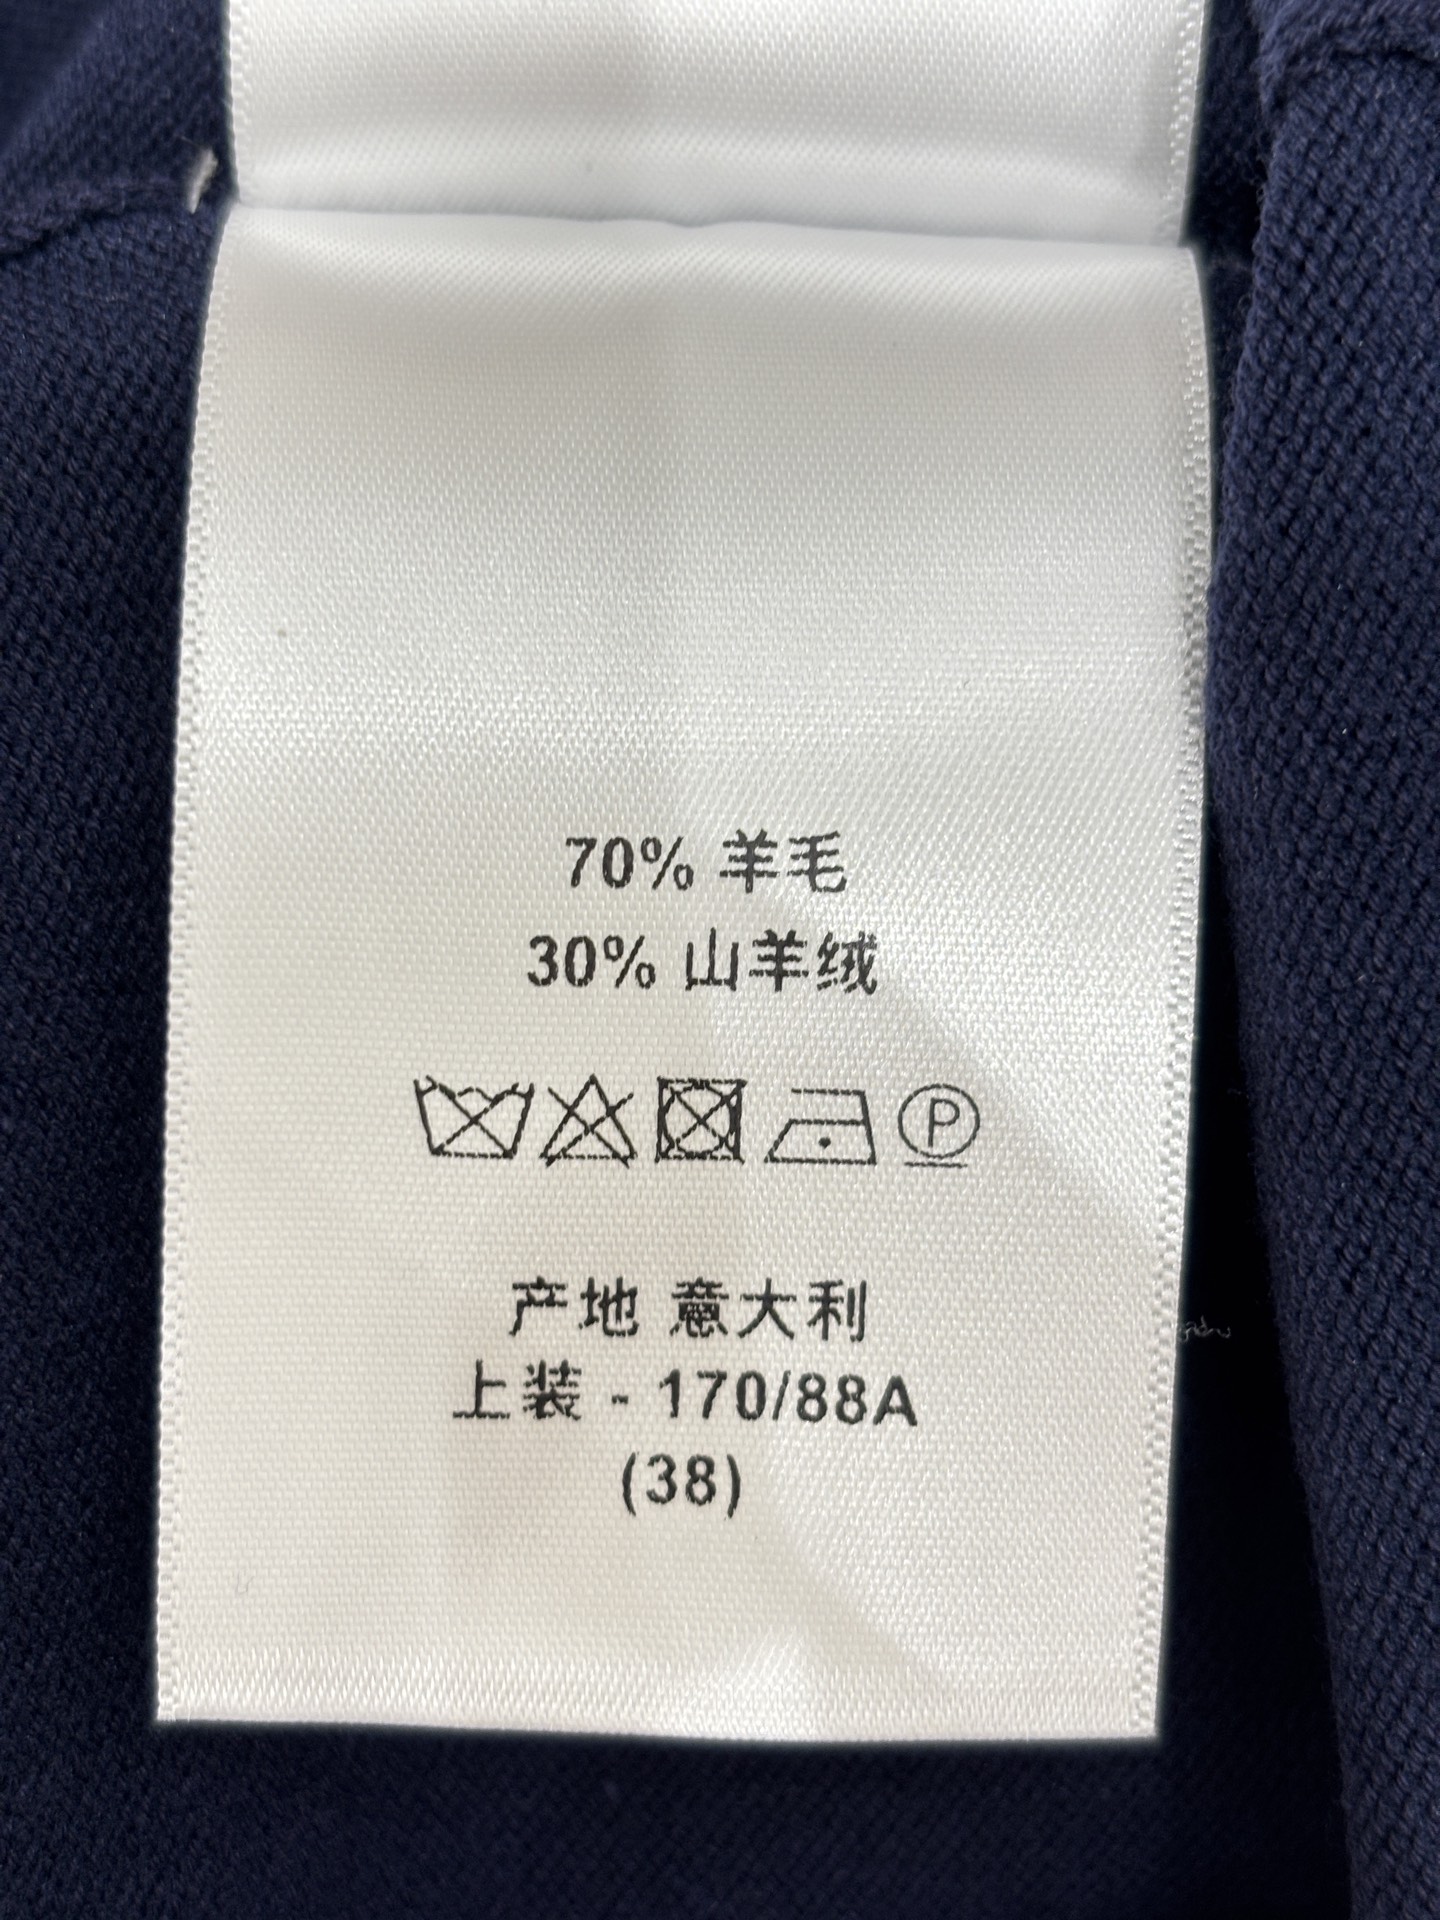 70% 羊毛
30% 山羊绒
P
产地 意大利
上装 - 170/88A
(38)